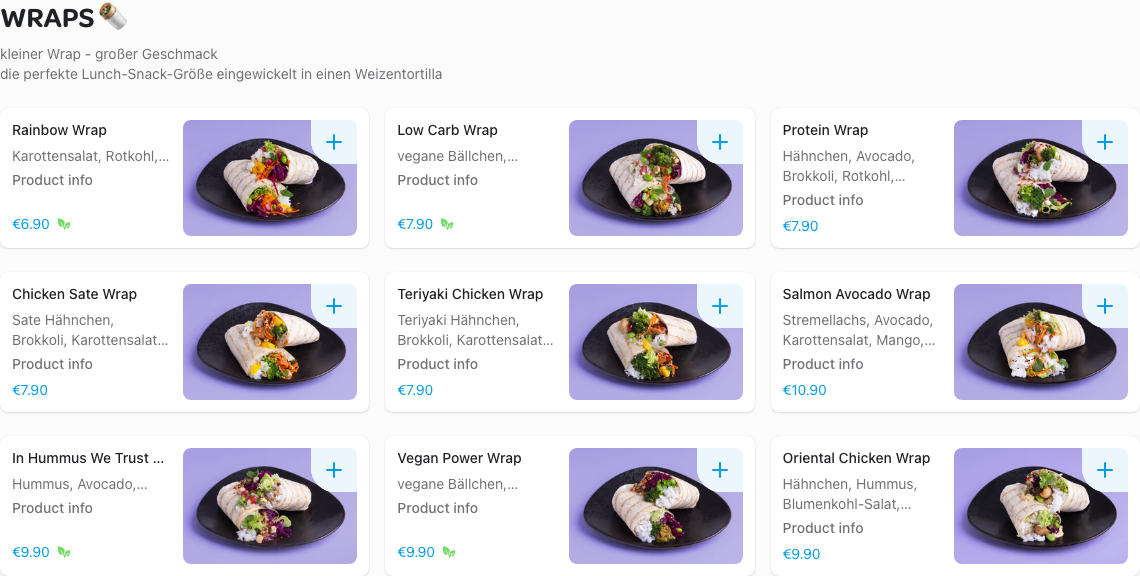 WRAPS
kleiner Wrap - großer Geschmack
die perfekte Lunch-Snack-Größe eingewickelt in einen Weizentortilla
Rainbow Wrap
Karottensalat, Rotkohl,...
Product info
€6.90
Low Carb Wrap
vegane Bällchen,...
Product info
€7.90
Protein Wrap
Hähnchen, Avocado,
Brokkoli, Rotkohl,...
Product info
€7.90
Chicken Sate Wrap
Sate Hähnchen,
Brokkoli, Karottensalat...
Product info
€7.90
Teriyaki Chicken Wrap
Teriyaki Hähnchen,
Brokkoli, Karottensalat...
Product info
€7.90
Salmon Avocado Wrap
Stremellachs, Avocado,
Karottensalat, Mango,...
Product info
€10.90
In Hummus We Trust ...
Hummus, Avocado,...
Product info
€9.90
Vegan Power Wrap
vegane Bällchen,...
Product info
€9.90
Oriental Chicken Wrap
Hähnchen, Hummus,
Blumenkohl-Salat,...
Product info
€9.90